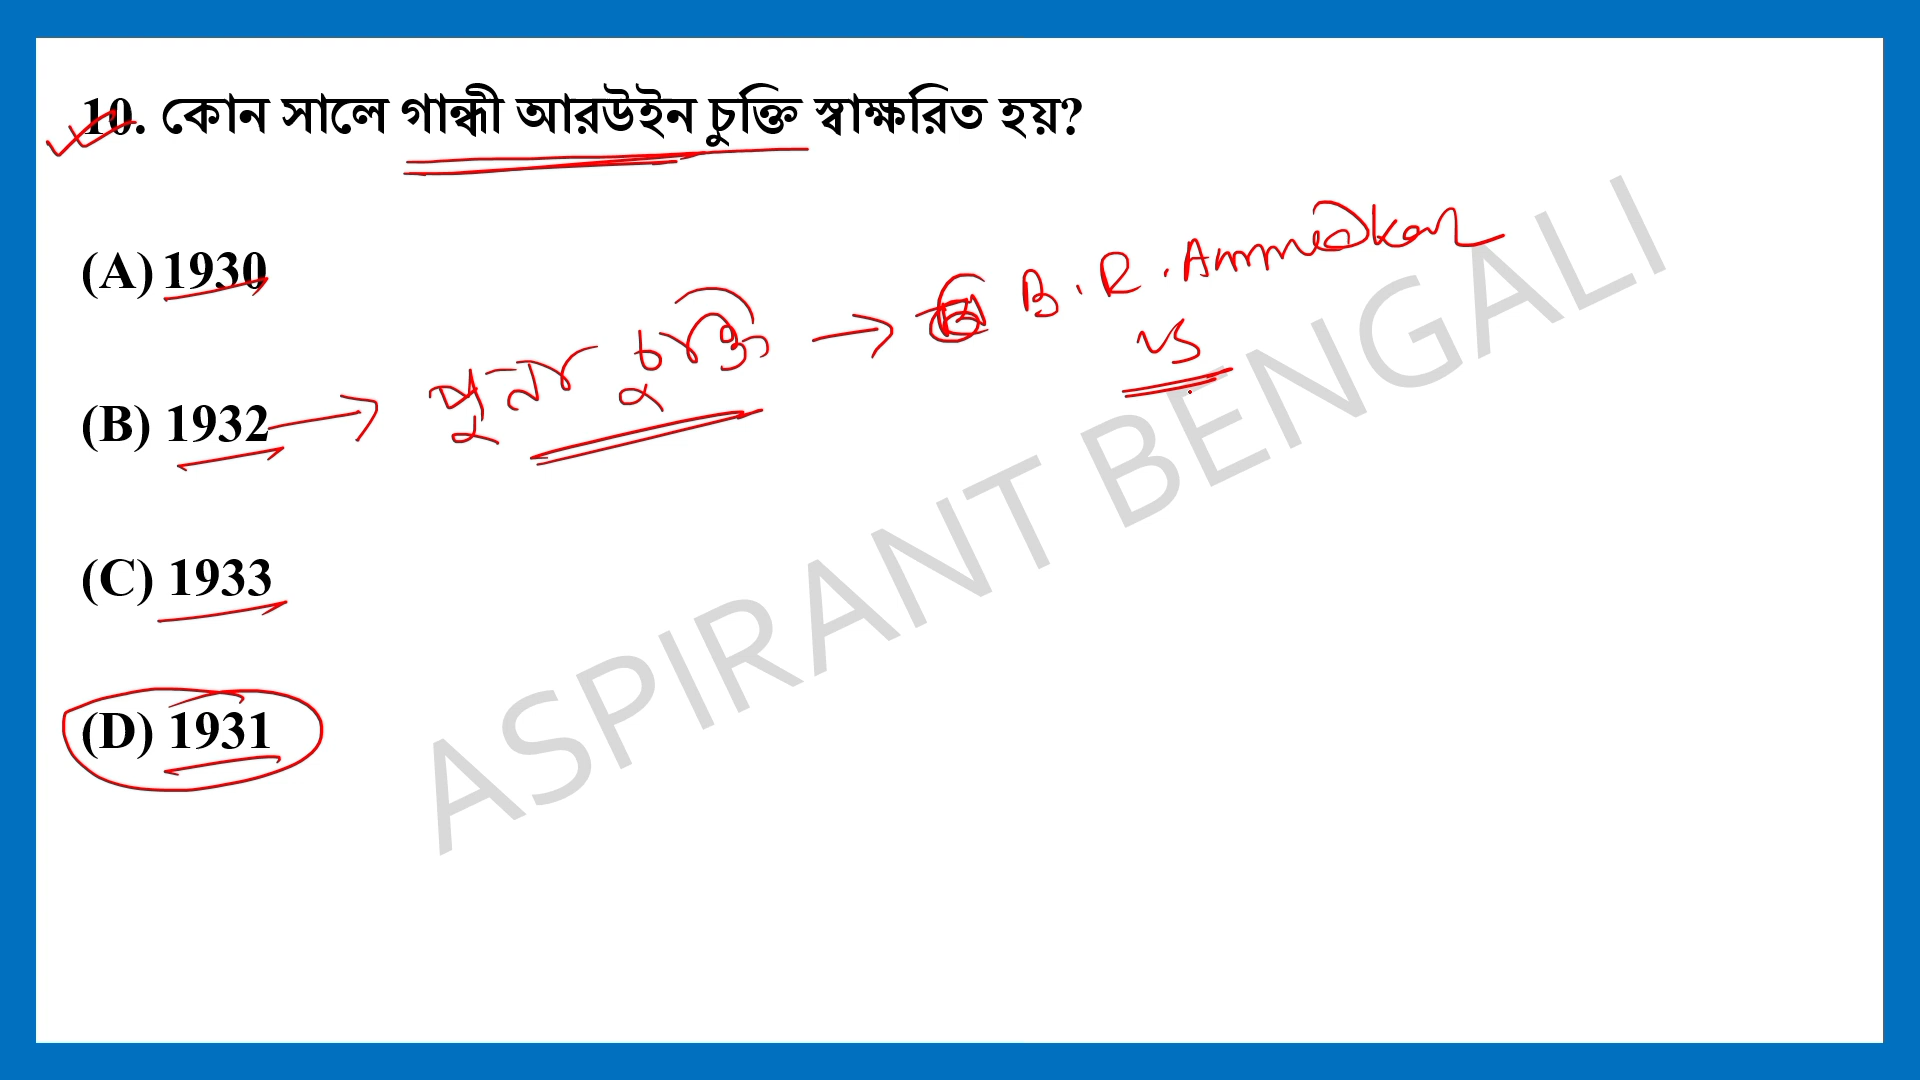 10. কোন সালে গান্ধী আরউইন চুক্তি স্বাক্ষরিত হয়?
(A) 1930
(B) 1932 → পুনা চুক্তি → B. R. Ammedkar
vs
(C) 1933
(D) 1931
ASPIRANT BENGALI